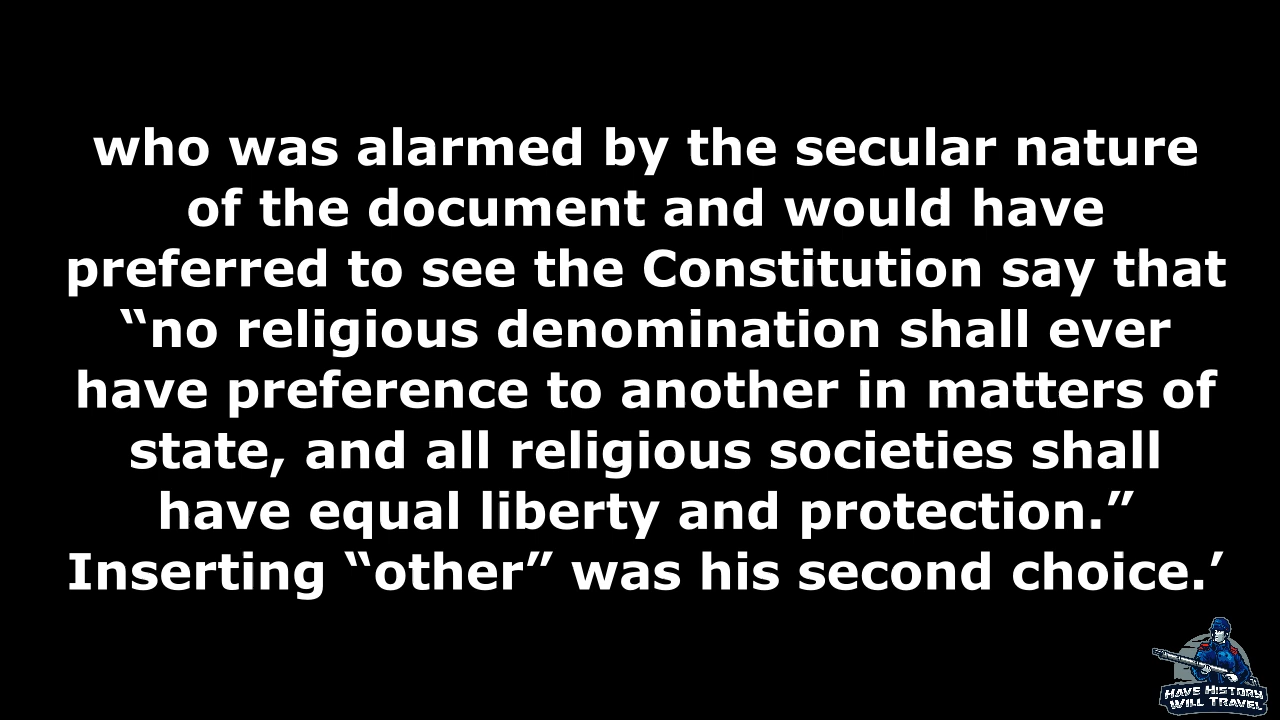 who was alarmed by the secular nature
of the document and would have
preferred to see the Constitution say that
“no religious denomination shall ever
have preference to another in matters of
state, and all religious societies shall
have equal liberty and protection.”
Inserting “other” was his second choice.’
HAVE HISTORY
WILL TRAVEL